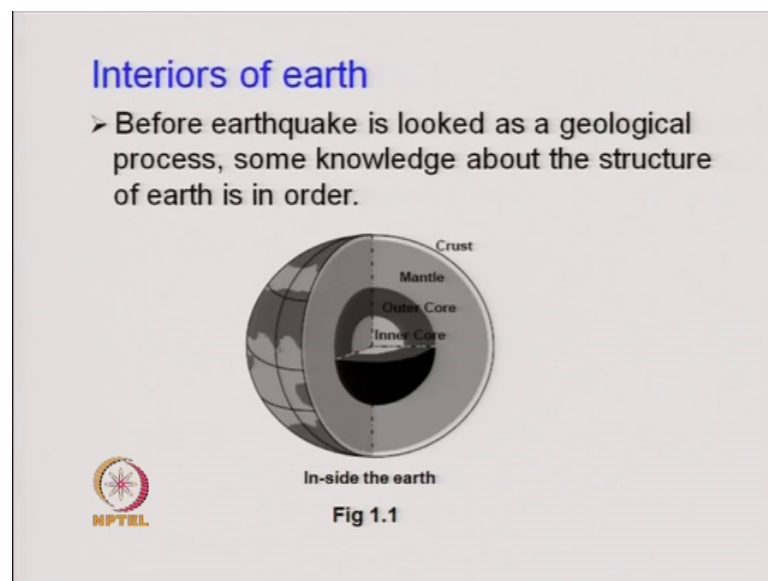 Interiors of earth
➢ Before earthquake is looked as a geological
process, some knowledge about the structure
of earth is in order.
Crust
Mantle
Outer Core
Inner Core
In-side the earth
Fig 1.1
NPTEL